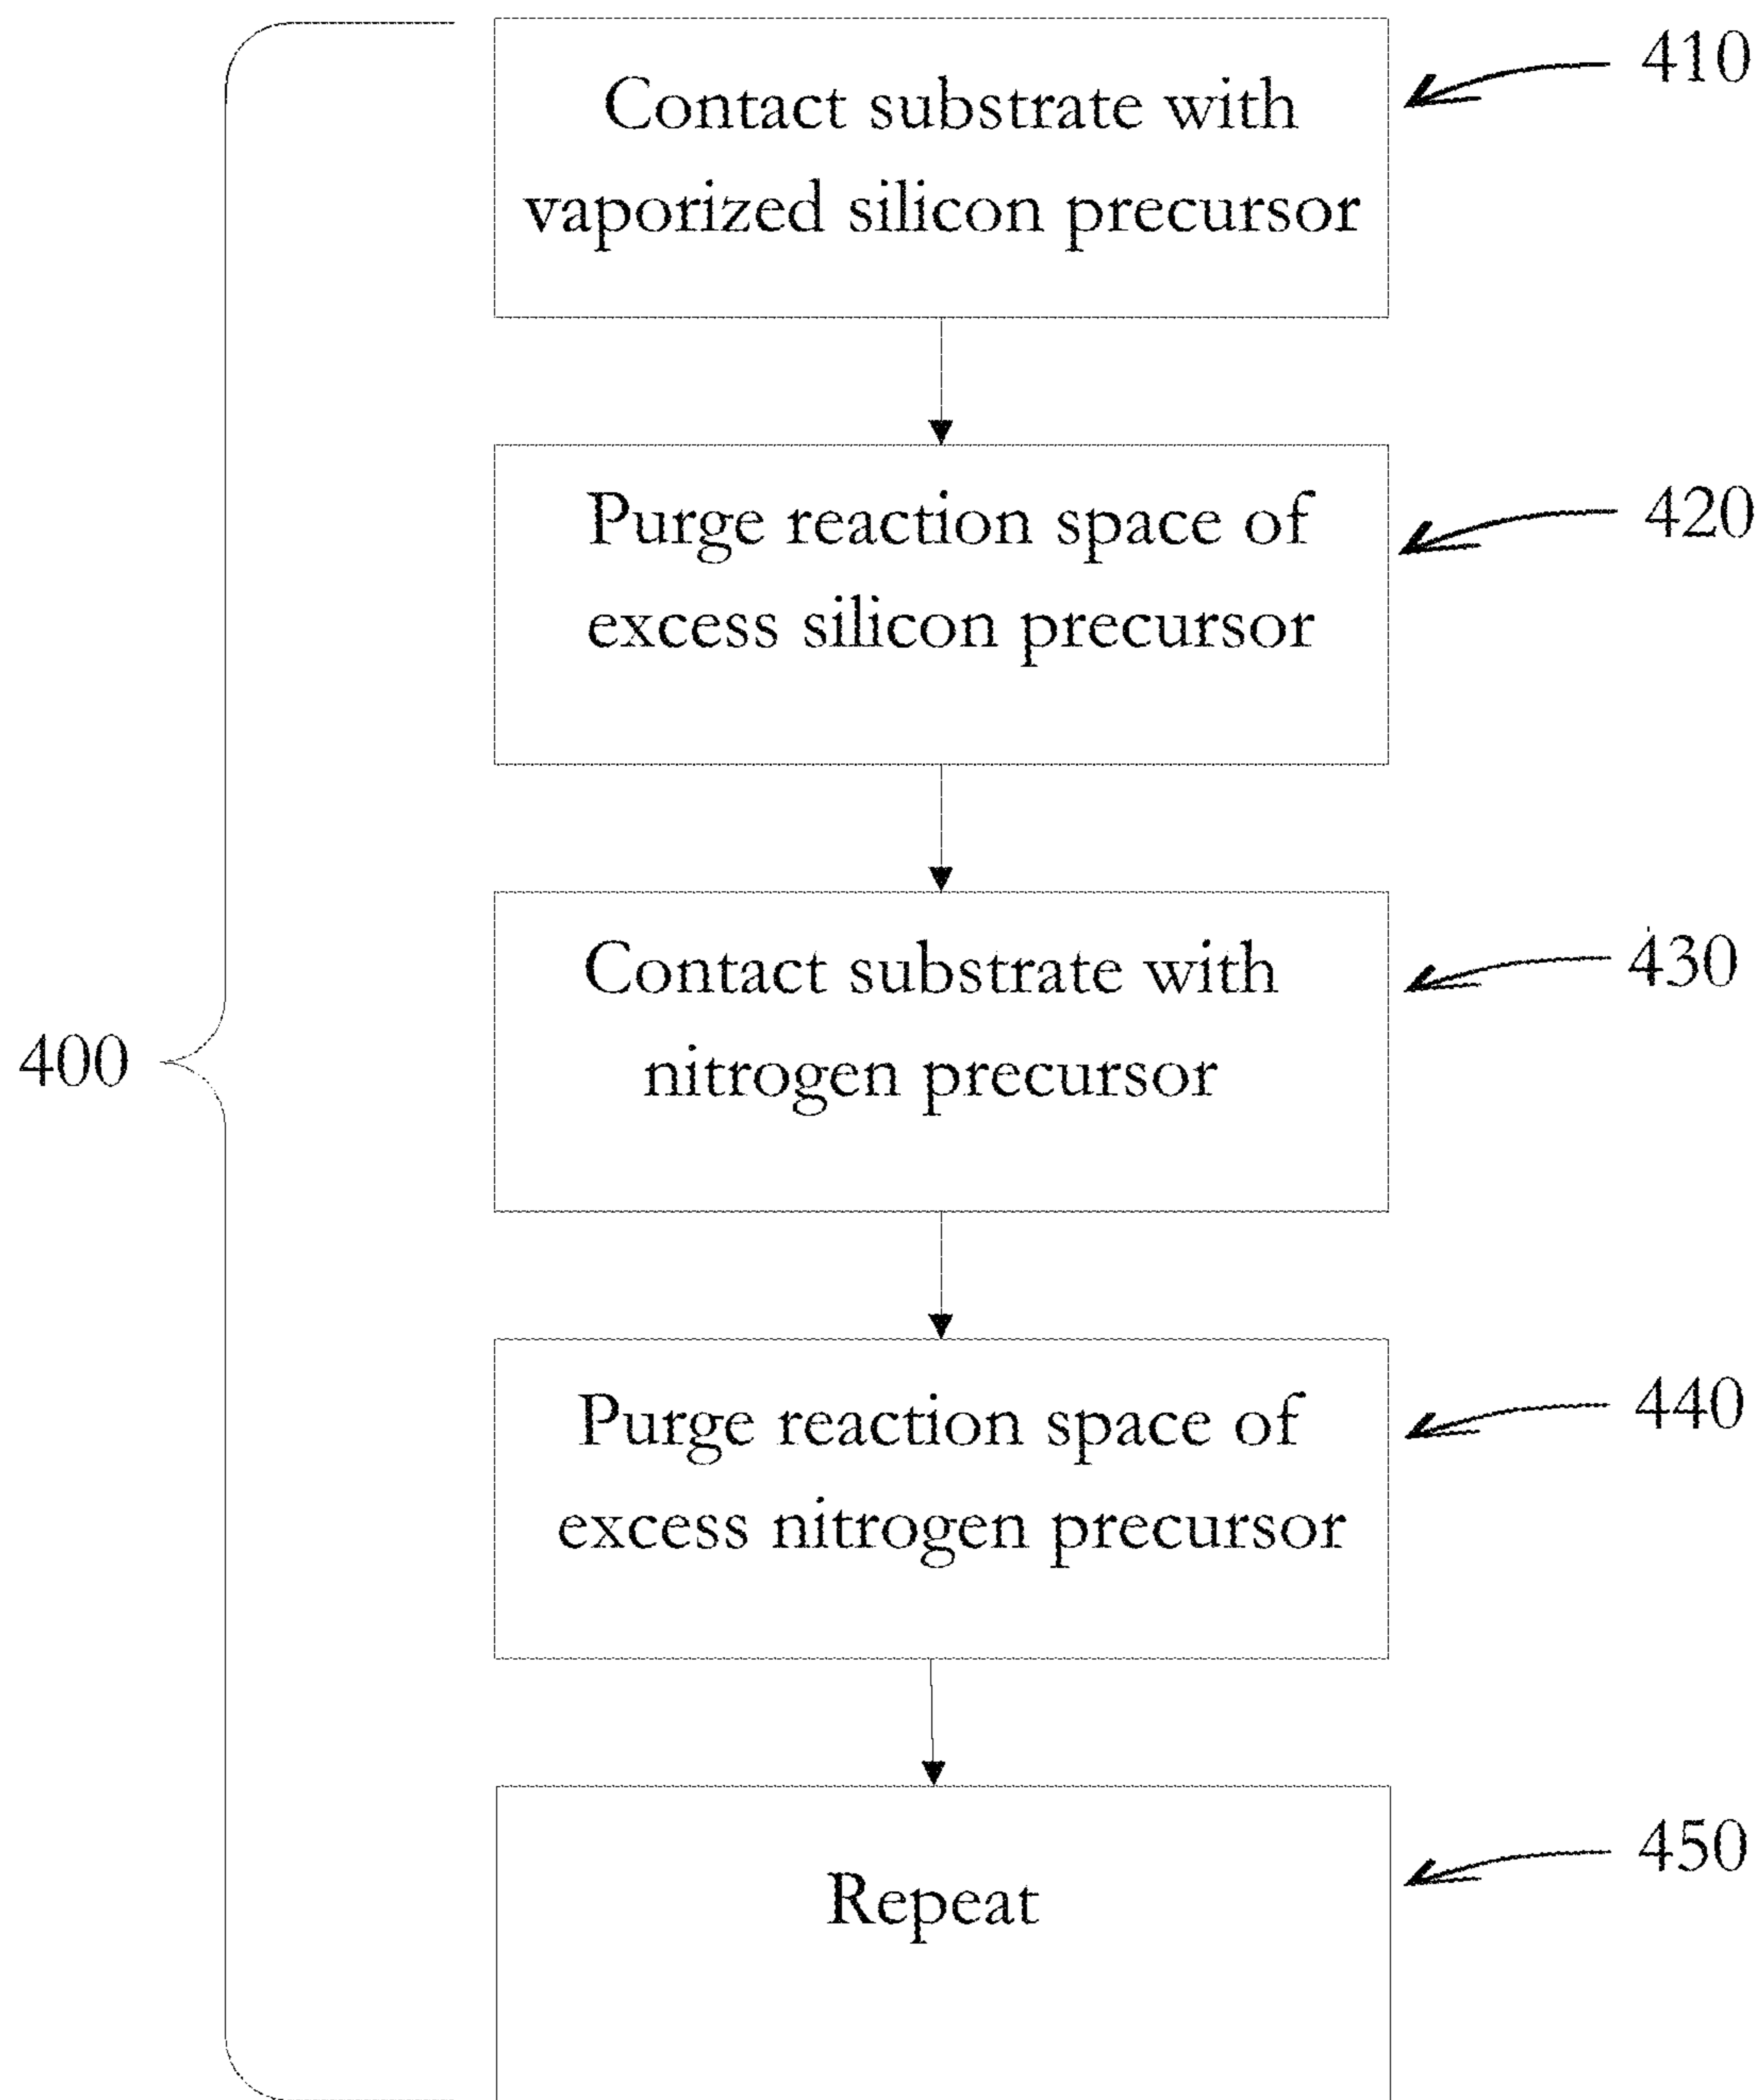 Contact substrate with
vaporized silicon precursor
410
Purge reaction space of
excess silicon precursor
420
Contact substrate with
nitrogen precursor
430
400
Purge reaction space of
excess nitrogen precursor
440
Repeat
450